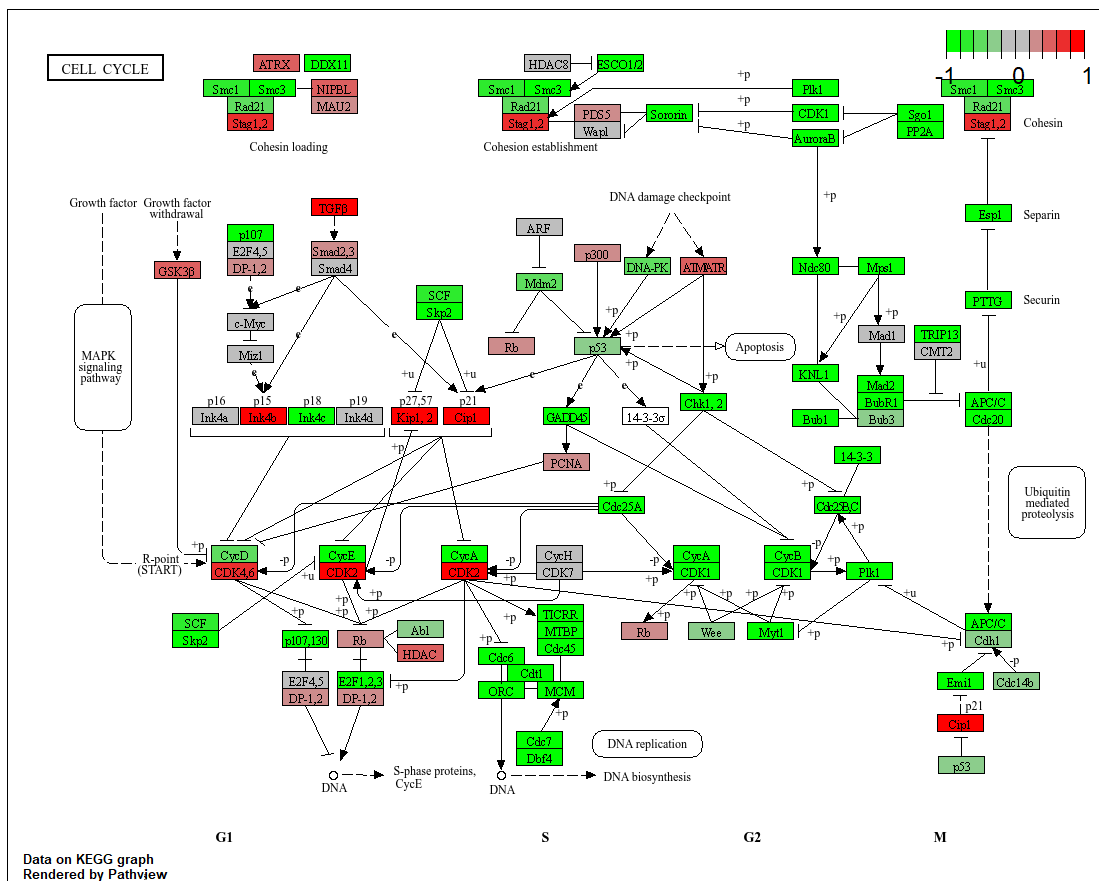 CELL CYCLE
ATRX DDX11
Smc1 Smc3 NIPBL
Rad21 MAU2
Stag1,2
Cohesin loading
HDAC8 ESCO1/2
Smc1 Smc3
Rad21 PDS5 Sororin
Stag1,2 Wapl
Cohesion establishment
+p Plk1
+p CDK1 Sgo1
+p AuroraB PP2A
-1 0 1
Smc1 Smc3
Rad21
Stag1,2 Cohesin
+p
Growth factor
Growth factor
withdrawal
TGFβ
DNA damage checkpoint
Esp1 Separin
p107 ARF
E2F4,5 Smad2,3 p300
GSK3β DP-1,2 Smad4 DNA-PK ATM/ATR Ndc80 Mps1
Mdm2
e e SCF
Skp2
PTTG Securin
c-Myc +p +p +p +p
MAPK
signaling
pathway
e e Rb p53 +p Apoptosis Mad1 TRIP13
CMT2
Miz1 +p
e +u +u e e e +p KNL1 Mad2 +u
p16 p15 p18 p19 p27,57 p21
Ink4a Ink4b Ink4c Ink4d Kip1, 2 Cip1 GADD45 14-3-3σ Chk1, 2 Bub1 BubR1 APC/C
Bub3 Cdc20
+p
PCNA 14-3-3
+p +p
Cdc25A Cdc25B,C
Ubiquitin
mediated
proteolysis
R-point
(START)
+p CycD -p CycE -p CycA CycH CycA CycB -p +p
CDK4,6 CDK2 CDK2 +p CDK7 -p CDK1 CDK1 +p Plk1
+u
+p +p +p +p +p +p +p +p +u
SCF
Skp2
TICRR
MTBP
Cdc45
p107,130 Rb Abl
HDAC
+p Cdc6 Rb Wee Myt1 +p +p APC/C
Cdh1
Cdt1 -p
E2F4,5 E2F1,2,3 +p ORC MCM Emi1 Cdc14b
DP-1,2 DP-1,2
+p p21
Cip1
+p
Cdc7
Dbf4
DNA replication p53
DNA
S-phase proteins,
CycE
DNA
DNA biosynthesis
G1 S G2 M
Data on KEGG graph
Rendered by Pathview